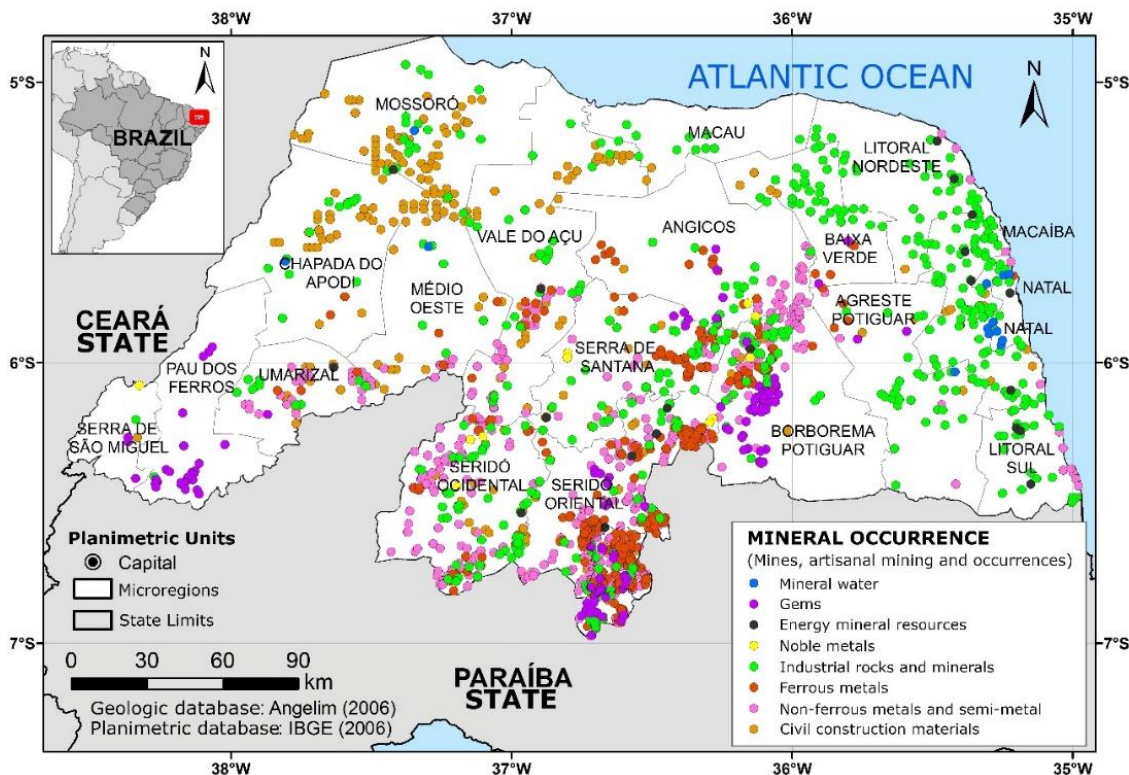 38°W 37°W 36°W 35°W
N
BRAZIL
ATLANTIC OCEAN
N
5°S 5°S
MOSSORÓ
MACAU
LITORAL
NORDESTE
VALE DO AÇU
ANGICOS
BAIXA
VERDE
MACAÍBA
CHAPADA DO
APODI
MÉDIO
OESTE
AGRESTE
POTIGUAR
NATAL
NATAL
CEARÁ
STATE
6°S 6°S
PAU DOS
FERROS
UMARIZAL
SERRA DE
SANTANA
SERRA DE
SÃO MIGUEL
BORBOREMA
POTIGUAR
LITORAL
SUL
SERIDÓ
OCIDENTAL
SERIDÓ
ORIENTAL
Planimetric Units
Capital
Microregions
State Limits
MINERAL OCCURRENCE
(Mines, artisanal mining and occurrences)
Mineral water
Gems
Energy mineral resources
Noble metals
Industrial rocks and minerals
Ferrous metals
Non-ferrous metals and semi-metal
Civil construction materials
7°S 7°S
0 30 60 90
km
PARAÍBA
STATE
Geologic database: Angelim (2006)
Planimetric database: IBGE (2006)
38°W 37°W 36°W 35°W